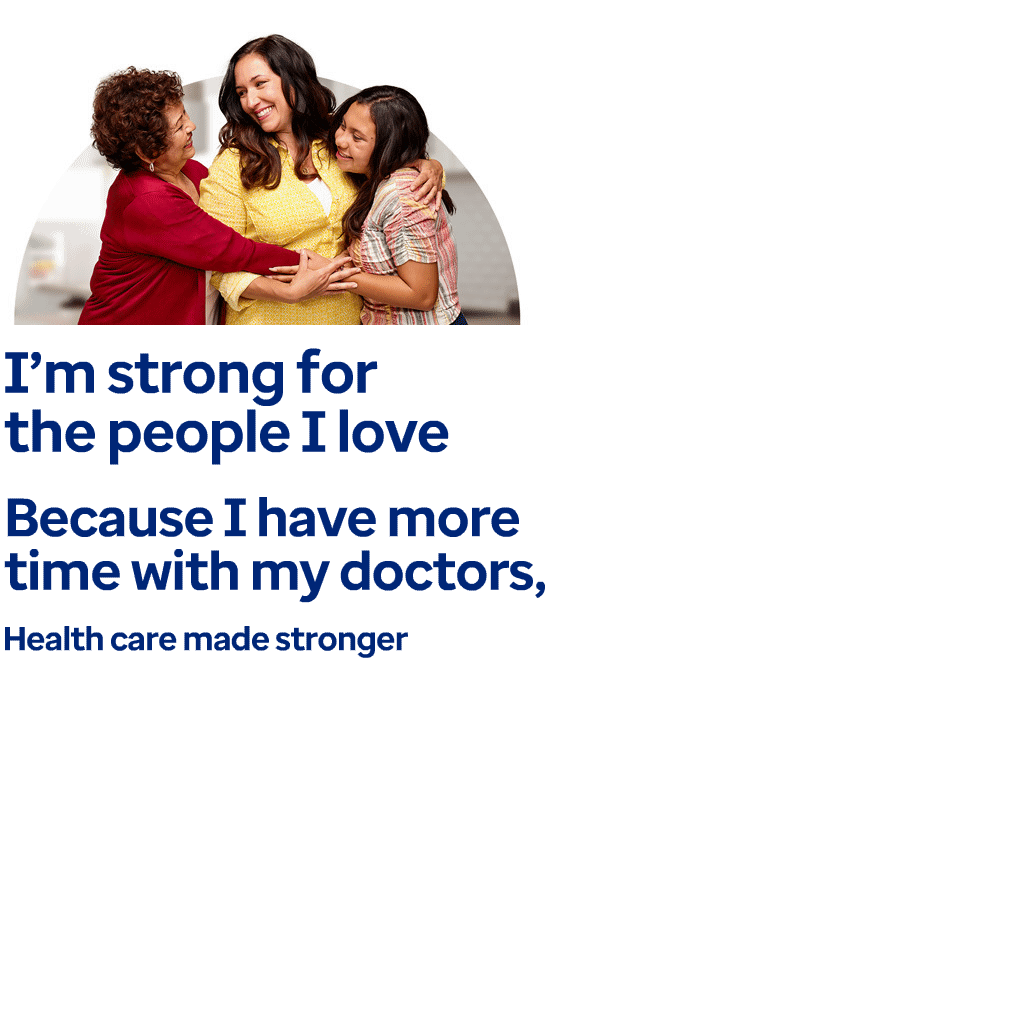 I’m strong for
the people I love
Because I have more
time with my doctors,
Health care made stronger